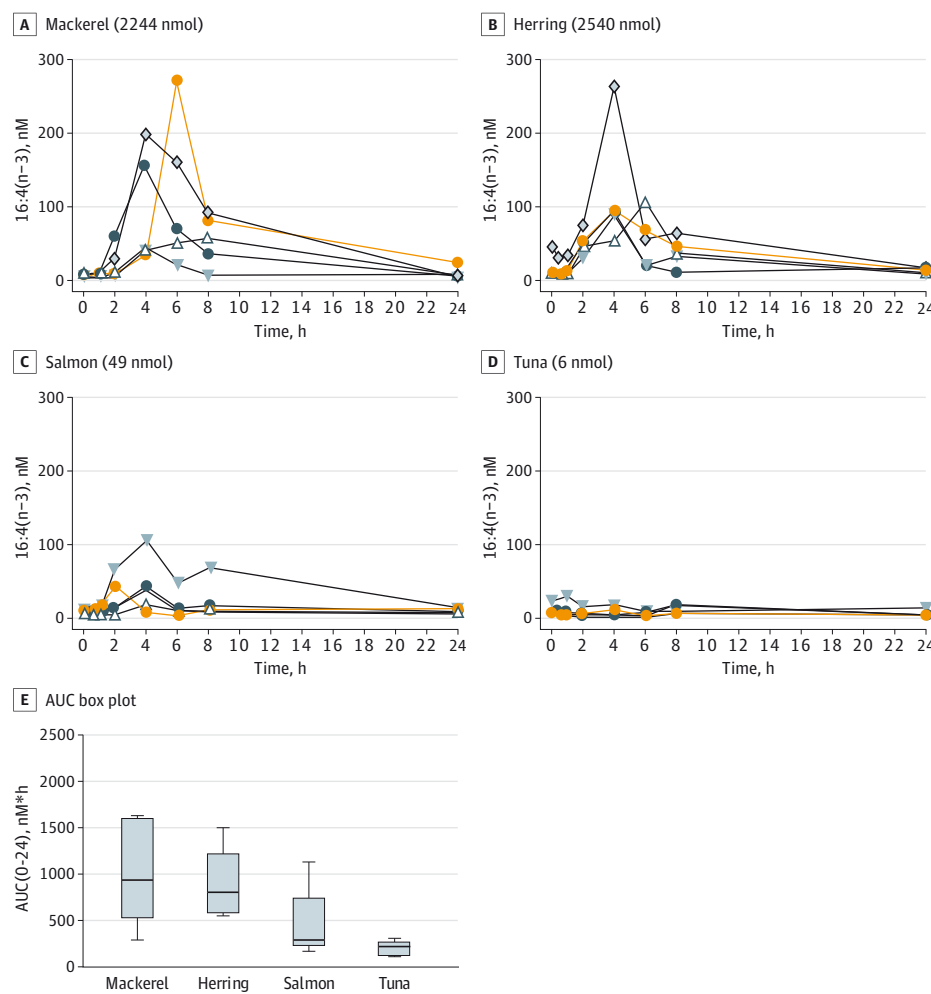 A Mackerel (2244 nmol)
300
200
100
0
16:4(n−3), nM
0 2 4 6 8 10 12 14 16 18 20 22 24
Time, h
B Herring (2540 nmol)
300
200
100
0
16:4(n−3), nM
0 2 4 6 8 10 12 14 16 18 20 22 24
Time, h
C Salmon (49 nmol)
300
200
100
0
16:4(n−3), nM
0 2 4 6 8 10 12 14 16 18 20 22 24
Time, h
D Tuna (6 nmol)
300
200
100
0
16:4(n−3), nM
0 2 4 6 8 10 12 14 16 18 20 22 24
Time, h
E AUC box plot
2500
2000
1500
1000
500
0
AUC(0-24), nM*h
Mackerel Herring Salmon Tuna